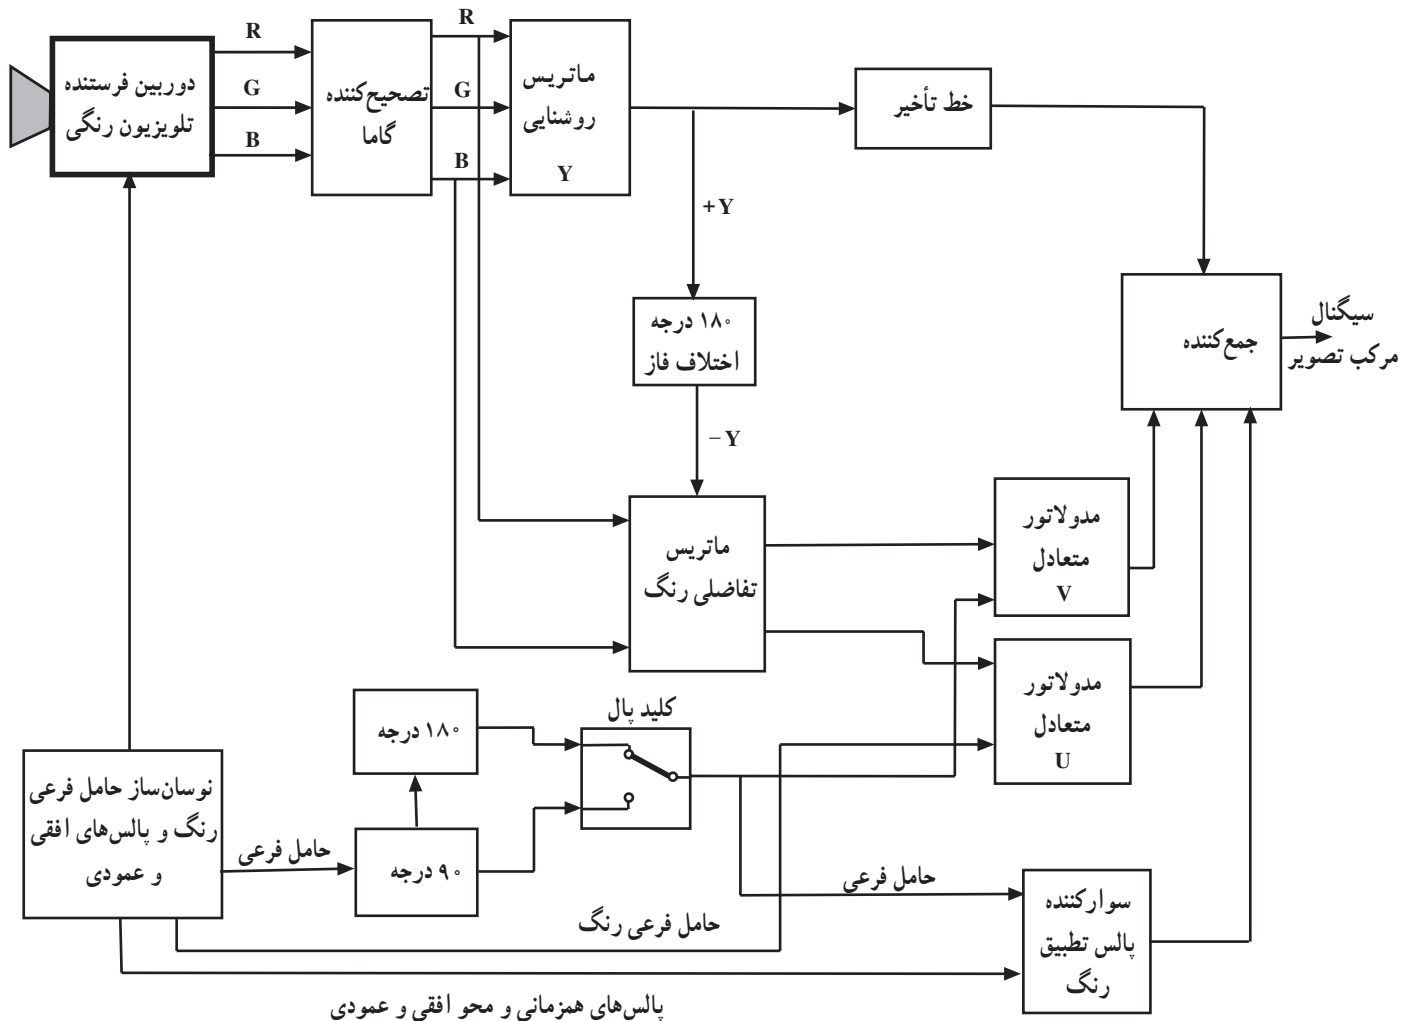 R
G
B
دوربین فرستنده
تلویزیون رنگی
تصحیح‌کننده
گاما
R
G
B
ماتریس
روشنایی
Y
خط تأخیر
+Y
۱۸۰ درجه
اختلاف فاز
−Y
جمع‌کننده
سیگنال
مرکب تصویر
ماتریس
تفاضلی رنگ
مدولاتور
متعادل
V
مدولاتور
متعادل
U
کلید پال
۱۸۰ درجه
۹۰ درجه
نوسان‌ساز حامل فرعی
رنگ و پالس‌های افقی
و عمودی
حامل فرعی
حامل فرعی
حامل فرعی رنگ
سوارکننده
پالس تطبیق
رنگ
پالس‌های همزمانی و محو افقی و عمودی